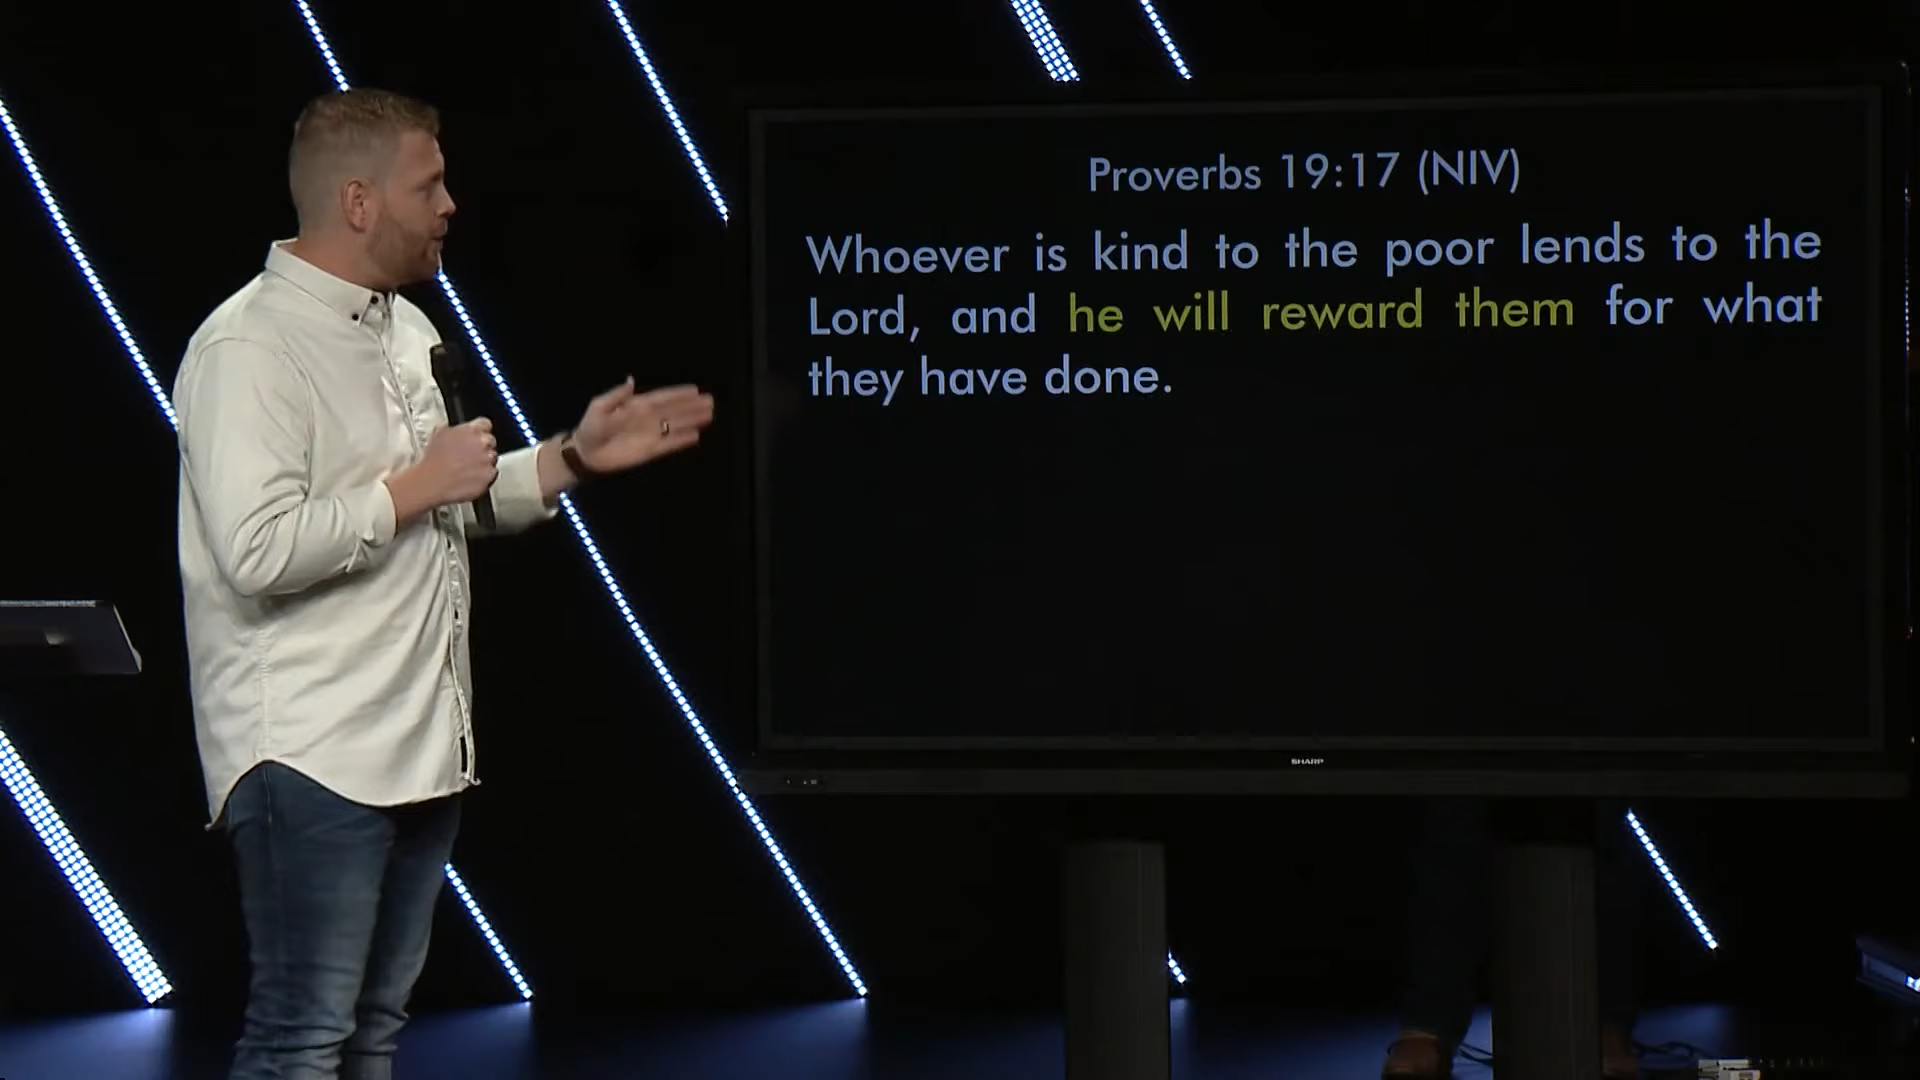 Proverbs 19:17 (NIV)
Whoever is kind to the poor lends to the
Lord, and he will reward them for what
they have done.
SHARP